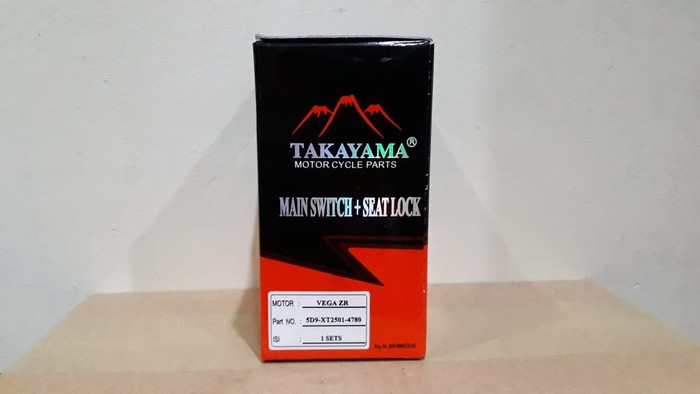 TAKAYAMA®
MOTOR CYCLE PARTS
MAIN SWITCH + SEAT LOCK
MOTOR : VEGA ZR
Part NO. : 5D9-XT2501-4780
ISI : 1 SETS